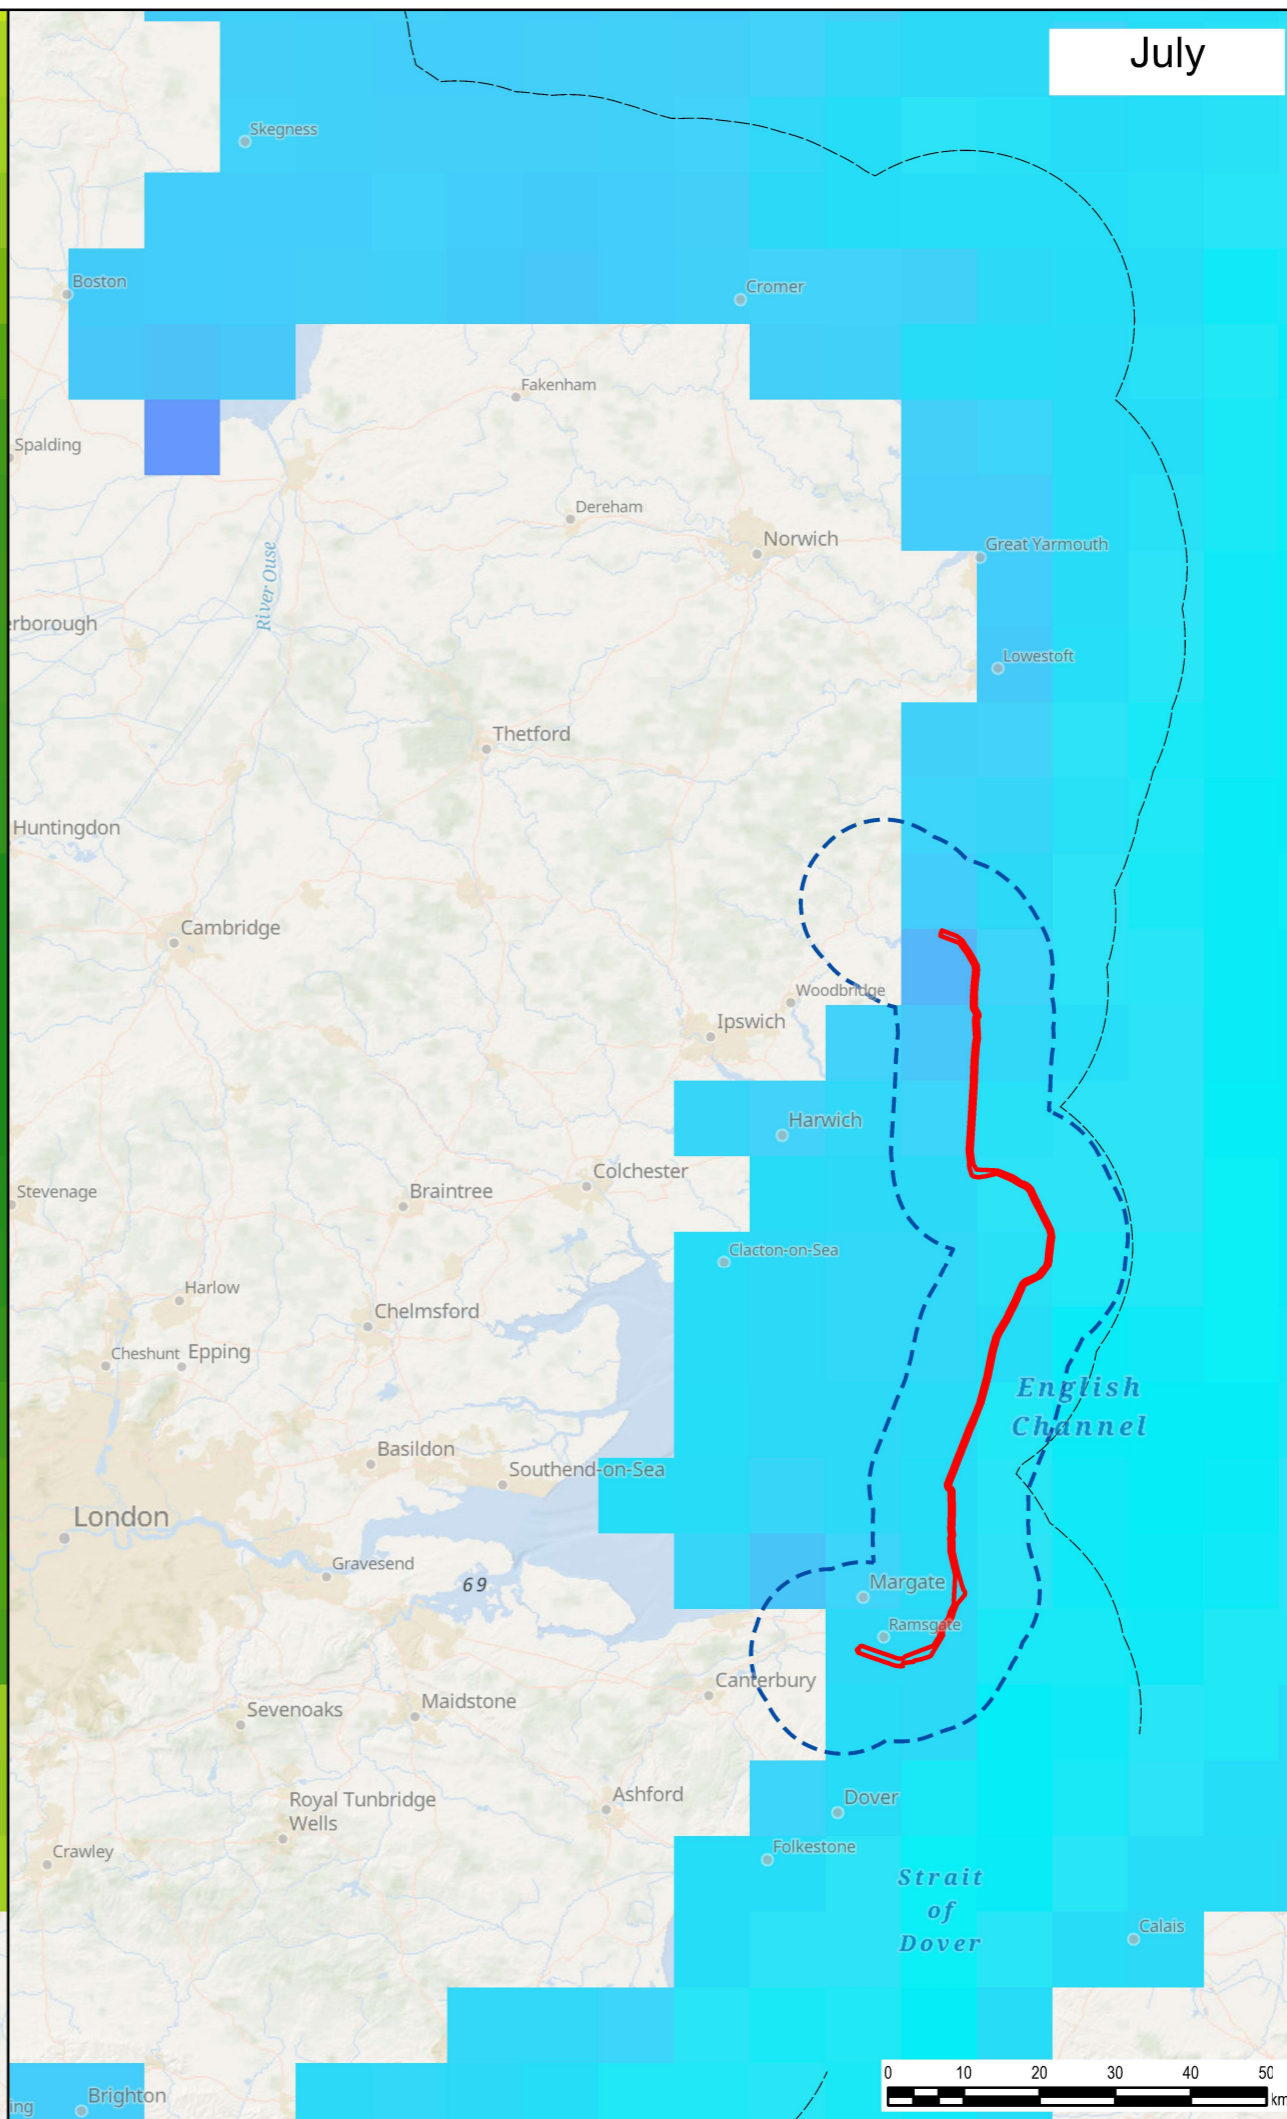 July
Skegness
Boston
Cromer
Fakenham
Spalding
Dereham
Norwich
Great Yarmouth
River Ouse
erborough
Lowestoft
Thetford
Huntingdon
Cambridge
Woodbridge
Ipswich
Harwich
Colchester
Stevenage
Braintree
Clacton-on-Sea
Harlow
Chelmsford
Cheshunt
Epping
English
Channel
Basildon
Southend-on-Sea
London
Gravesend
69
Margate
Ramsgate
Canterbury
Sevenoaks
Maidstone
Ashford
Dover
Royal Tunbridge
Wells
Folkestone
Crawley
Strait
of
Dover
Calais
0 10 20 30 40 50
km
Brighton
ing